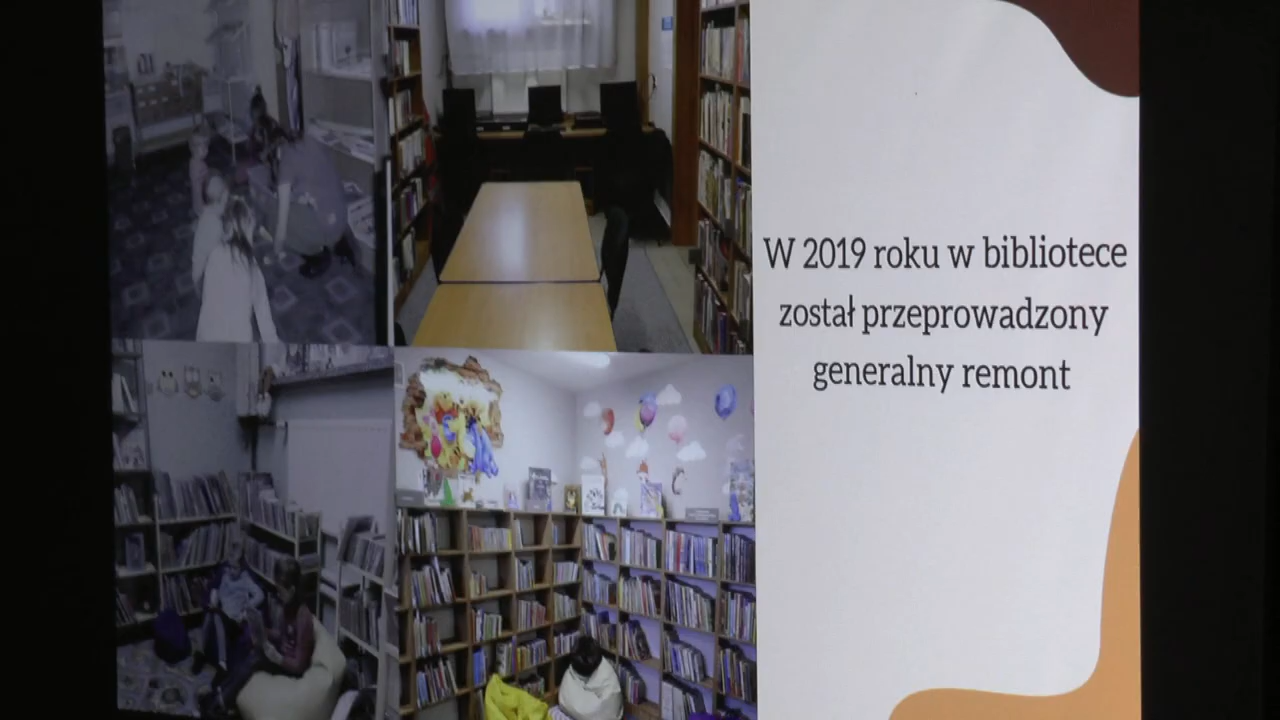 W 2019 roku w bibliotece
został przeprowadzony
generalny remont